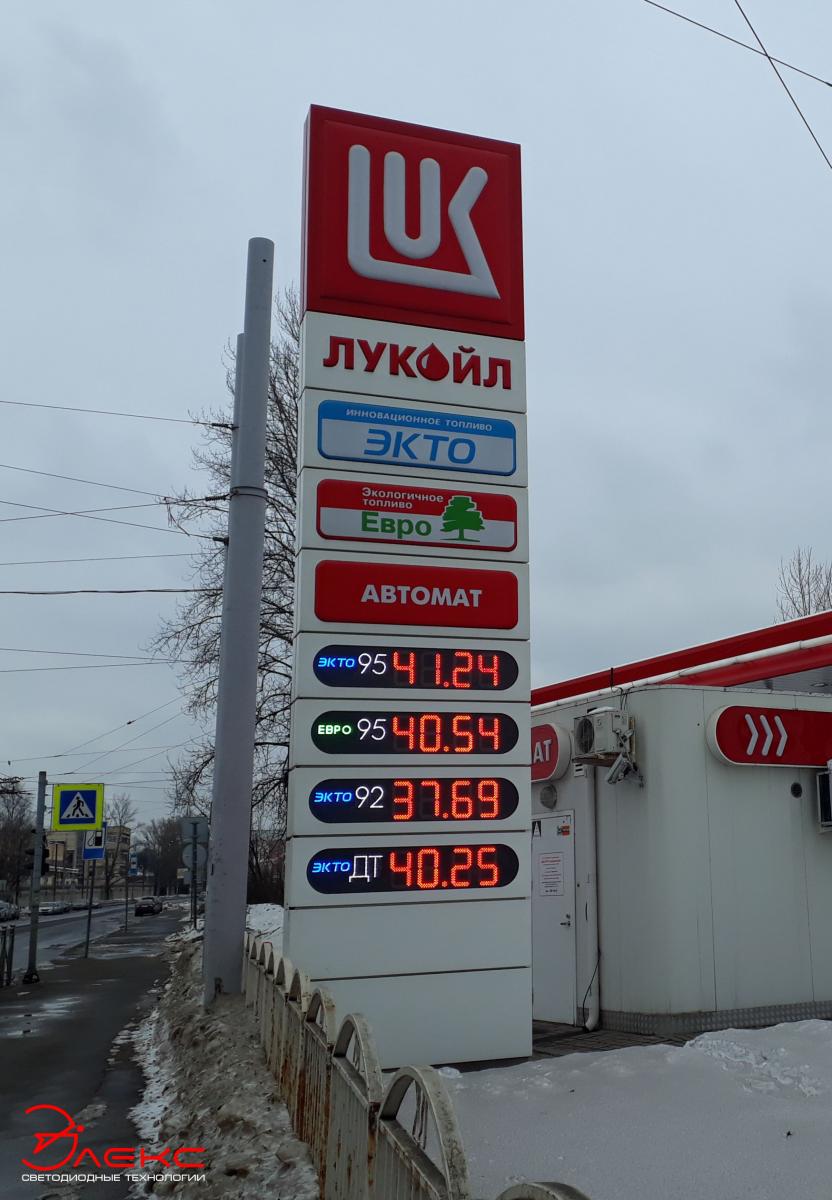 LUK
ЛУКОЙЛ
ИННОВАЦИОННОЕ ТОПЛИВО
ЭКТО
Экологичное
топливо
Евро
АВТОМАТ
ЭКТО 95 41.24
ЕВРО 95 40.54
ЭКТО 92 37.69
ЭКТО ДТ 40.25
АТ
ЭЛЕКС
СВЕТОДИОДНЫЕ ТЕХНОЛОГИИ